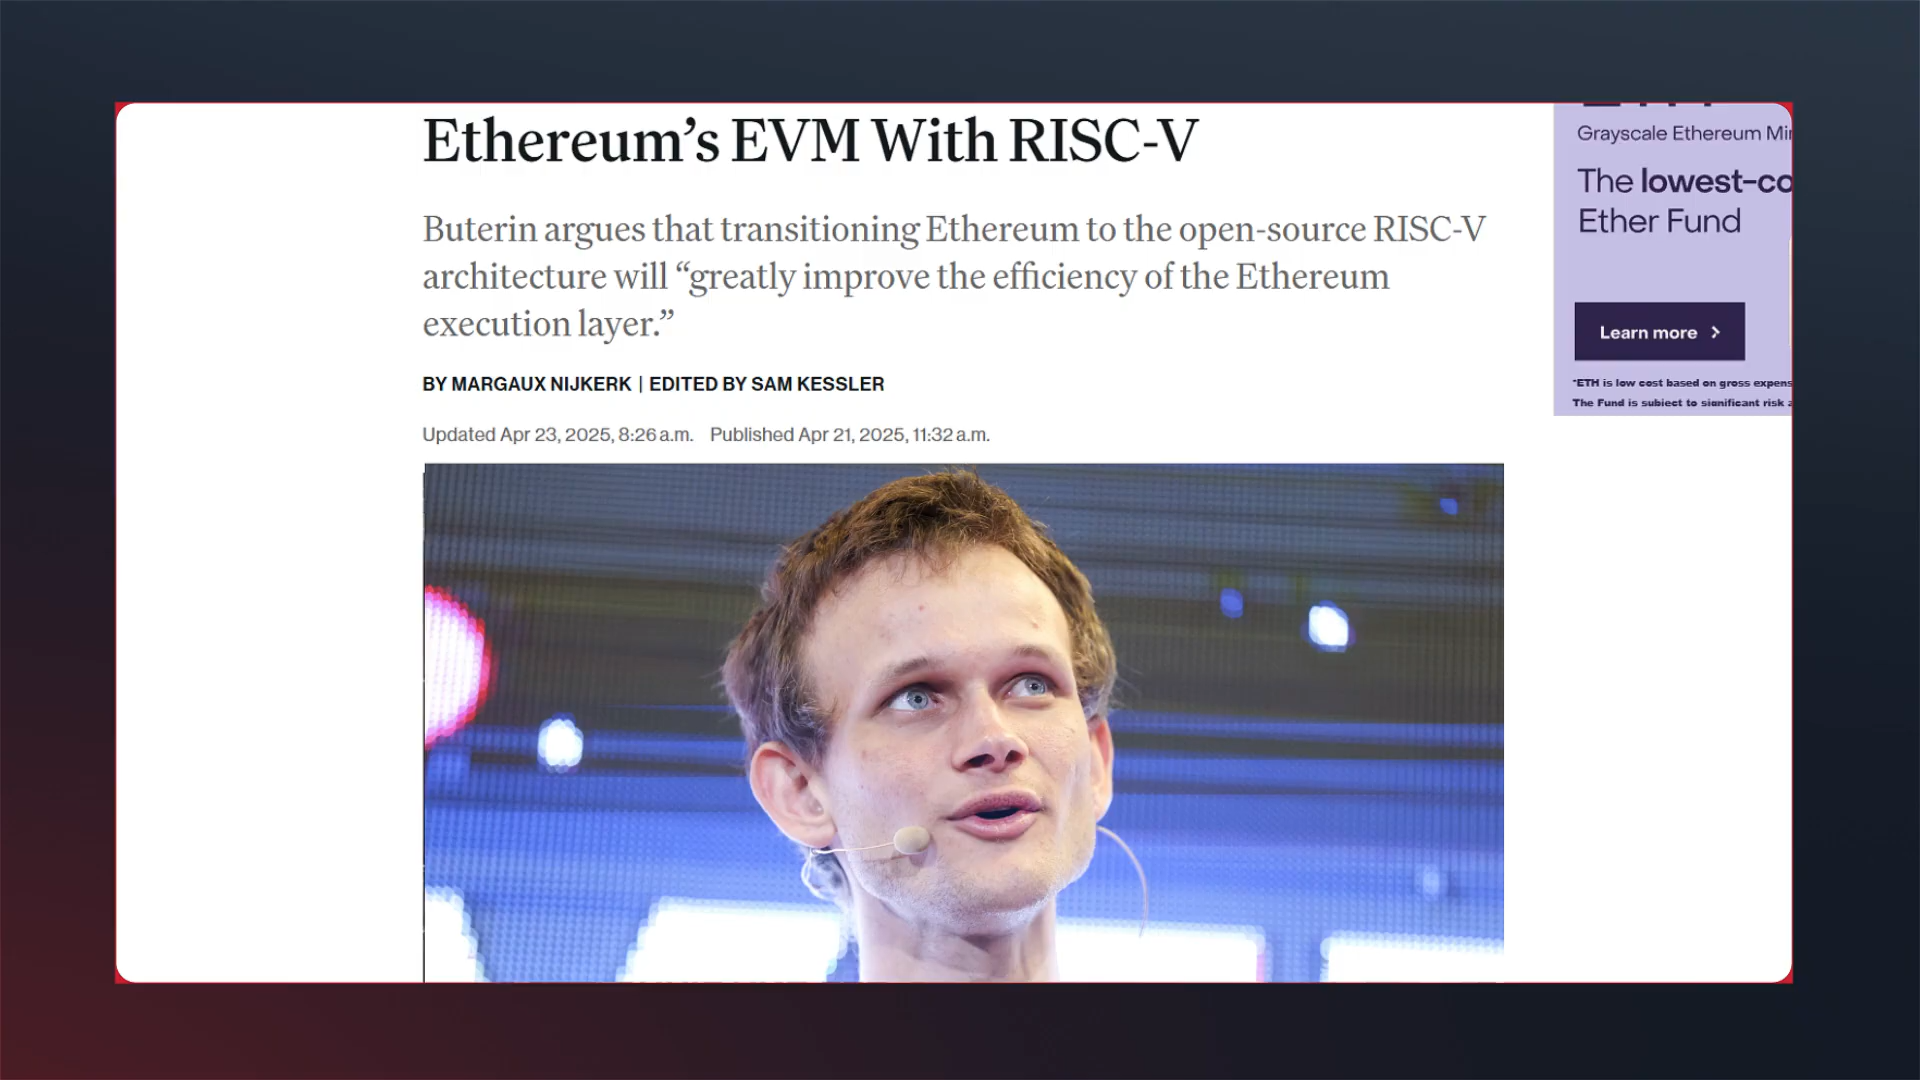 Ethereum’s EVM With RISC-V
Buterin argues that transitioning Ethereum to the open-source RISC-V
architecture will “greatly improve the efficiency of the Ethereum
execution layer.”
BY MARGAUX NIJKERK | EDITED BY SAM KESSLER
Updated Apr 23, 2025, 8:26 a.m. Published Apr 21, 2025, 11:32 a.m.
Grayscale Ethereum
The lowest-co
Ether Fund
Learn more
*ETH is low cost based on gross expens
The Fund is subject to significant risk